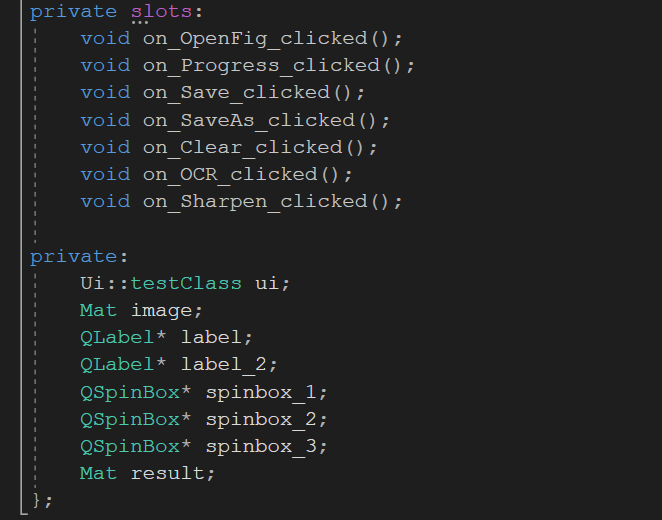 private slots:
    void on_OpenFig_clicked();
    void on_Progress_clicked();
    void on_Save_clicked();
    void on_SaveAs_clicked();
    void on_Clear_clicked();
    void on_OCR_clicked();
    void on_Sharpen_clicked();

private:
    Ui::testClass ui;
    Mat image;
    QLabel* label;
    QLabel* label_2;
    QSpinBox* spinbox_1;
    QSpinBox* spinbox_2;
    QSpinBox* spinbox_3;
    Mat result;
};